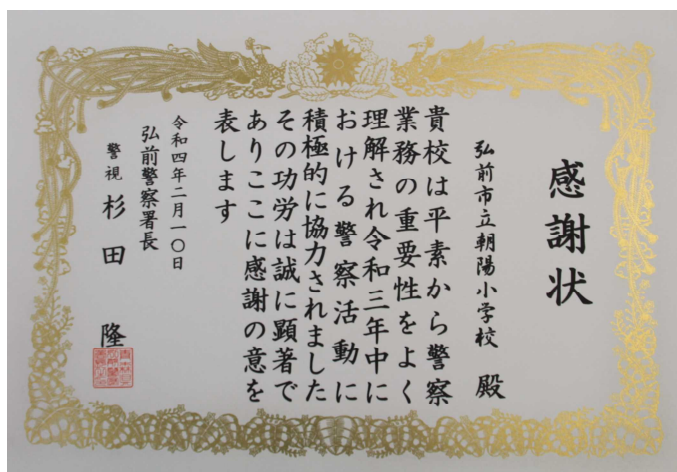 感謝状
弘前市立朝陽小学校 殿
貴校は平素から警察
業務の重要性をよく
理解され令和三年中に
おける警察活動に
積極的に協力されました
その功労は誠に顕著で
ありここに感謝の意を
表します
令和四年二月一〇日
弘前警察署長
警視 杉田 隆